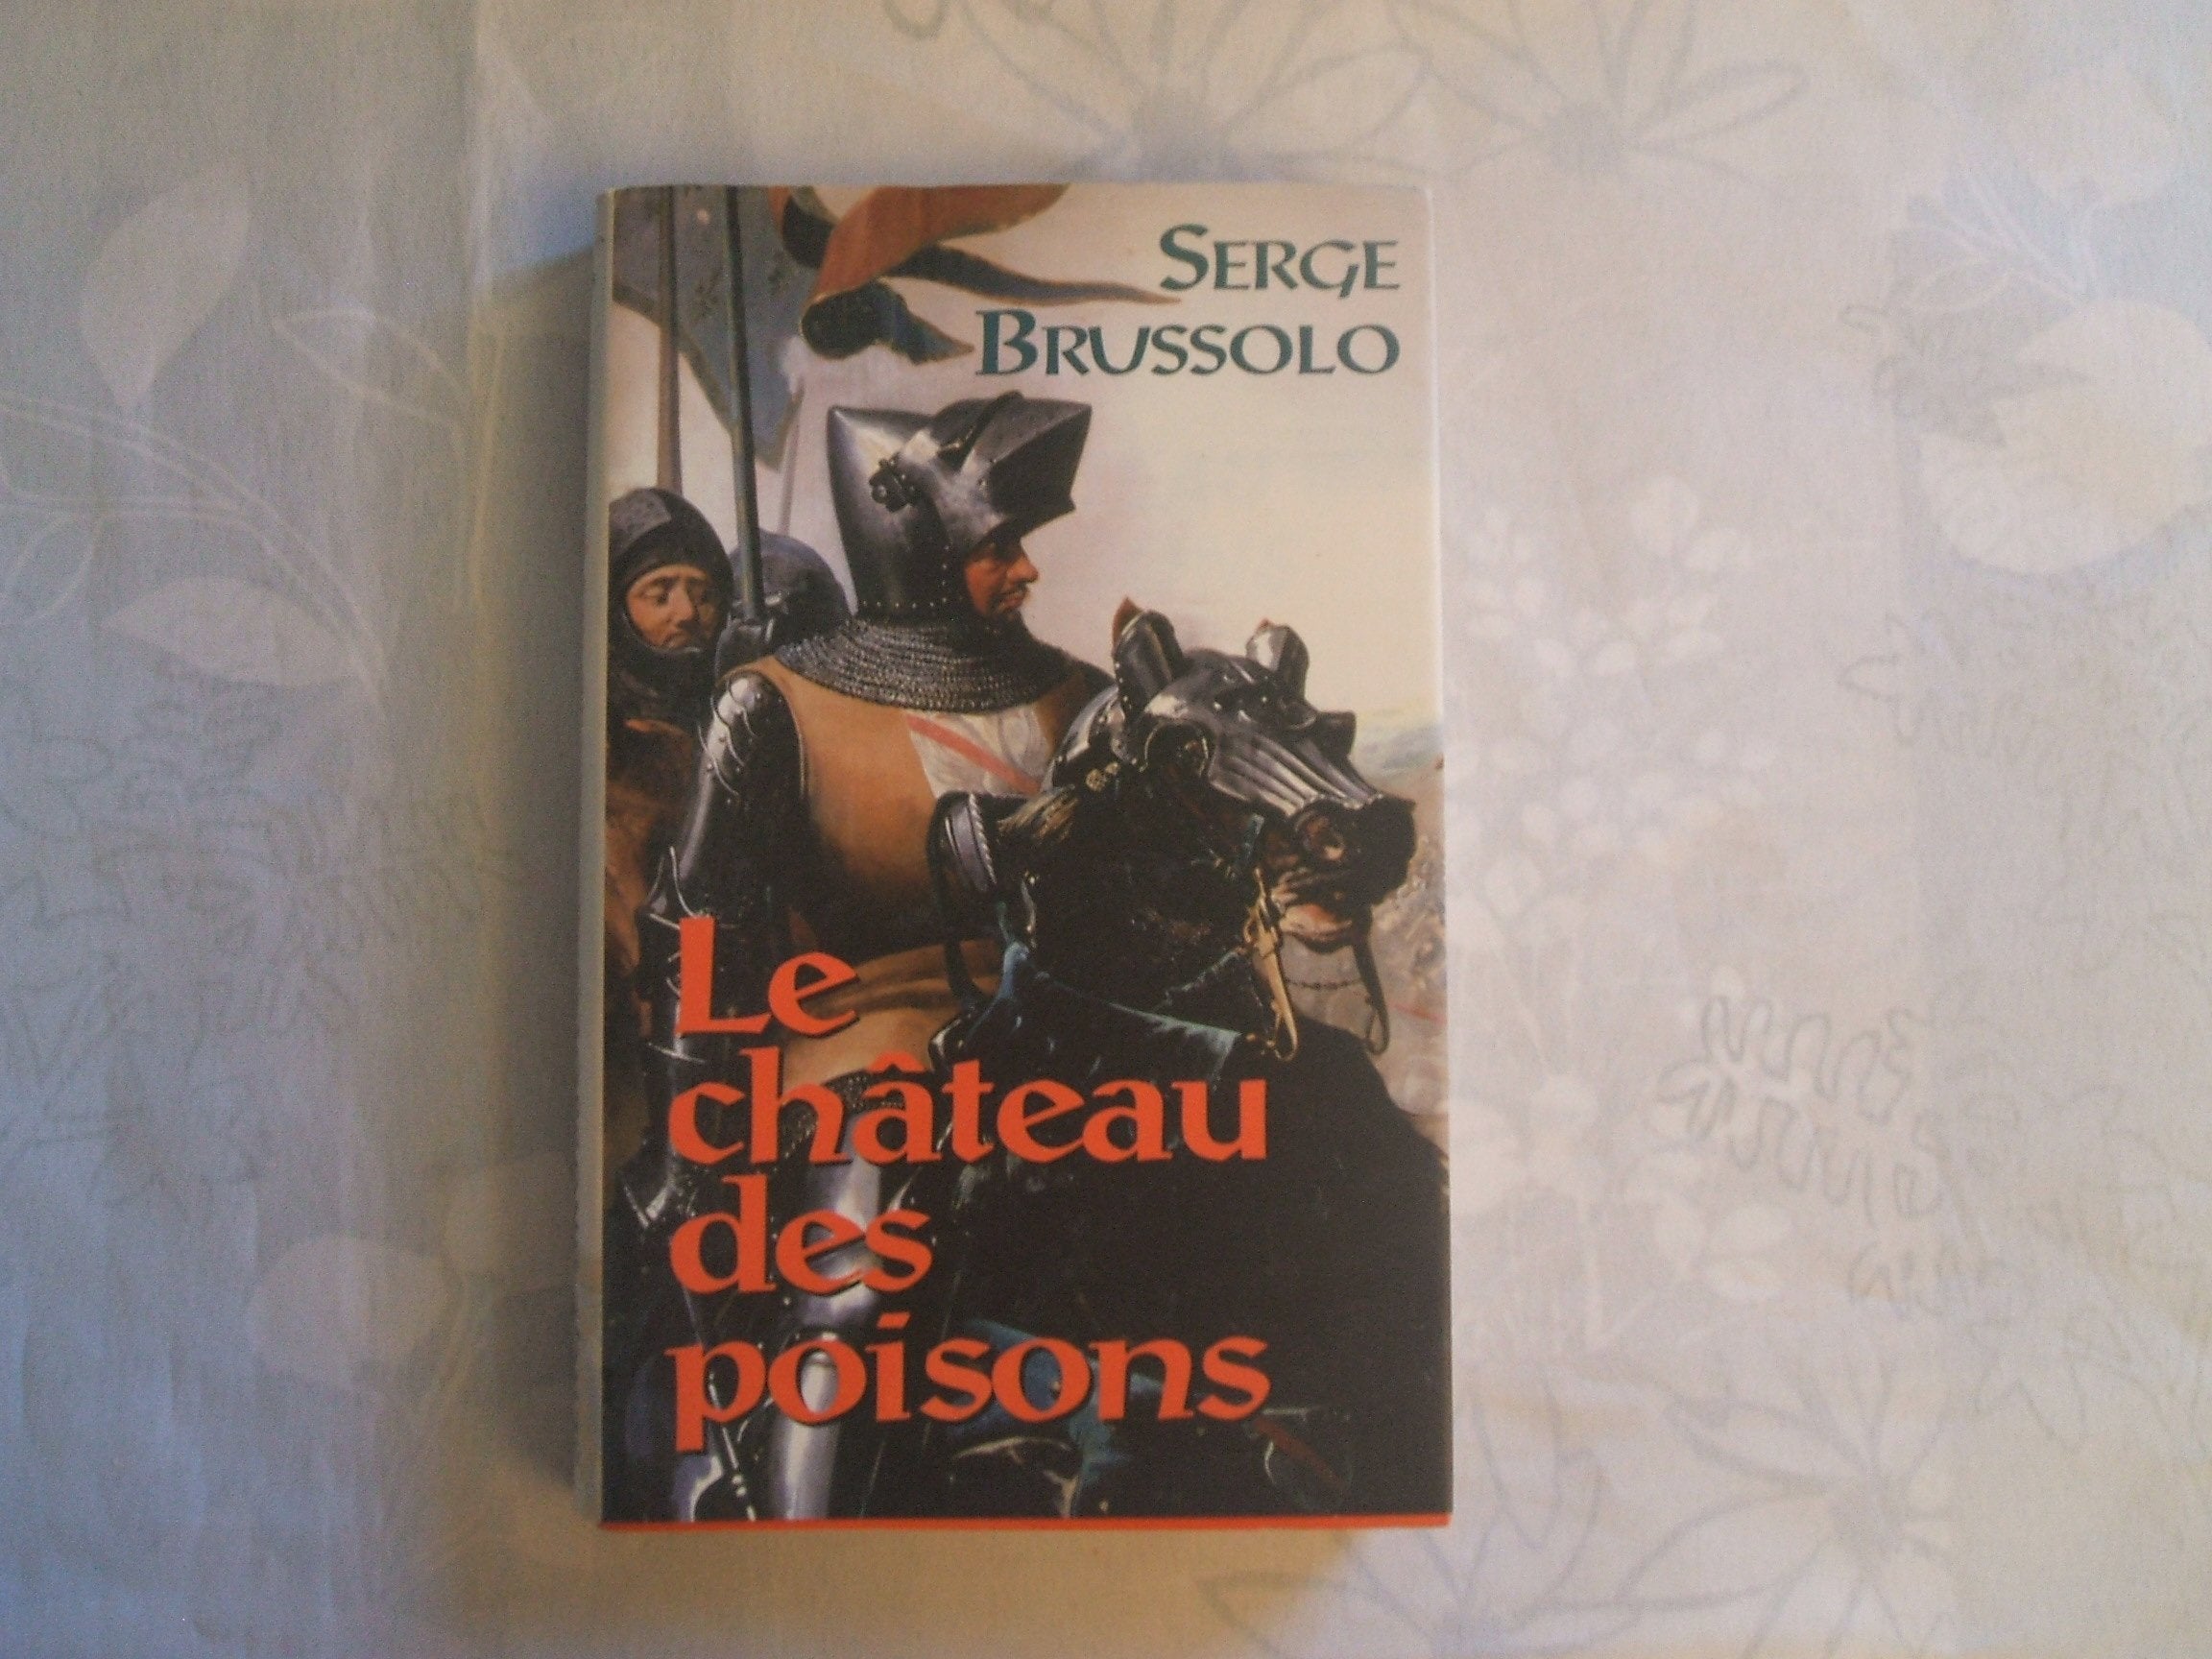 SERGE
BRUSSOLO
Le
château
des
poisons